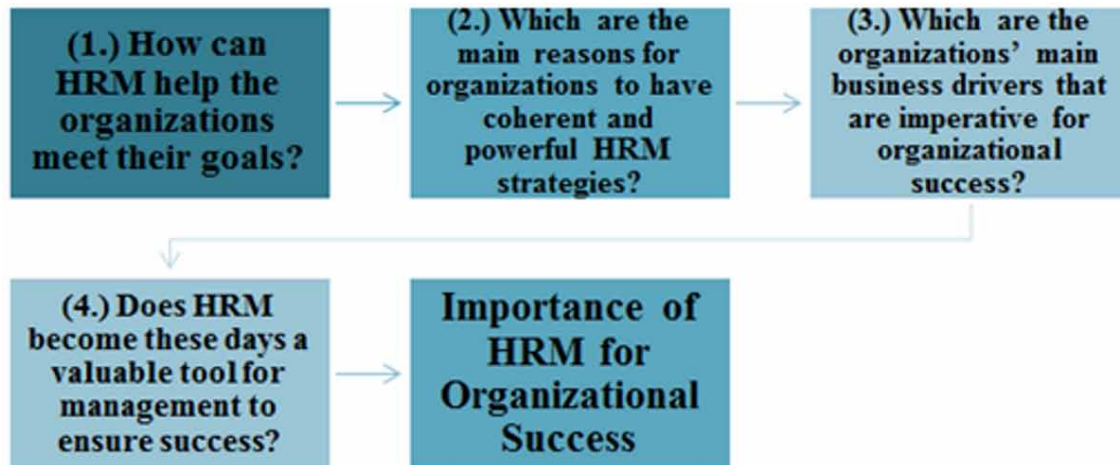 (1.) How can
HRM help the
organizations
meet their goals?
(2.) Which are the
main reasons for
organizations to have
coherent and
powerful HRM
strategies?
(3.) Which are the
organizations' main
business drivers that
are imperative for
organizational
success?
(4.) Does HRM
become these days a
valuable tool for
management to
ensure success?
Importance of
HRM for
Organizational
Success